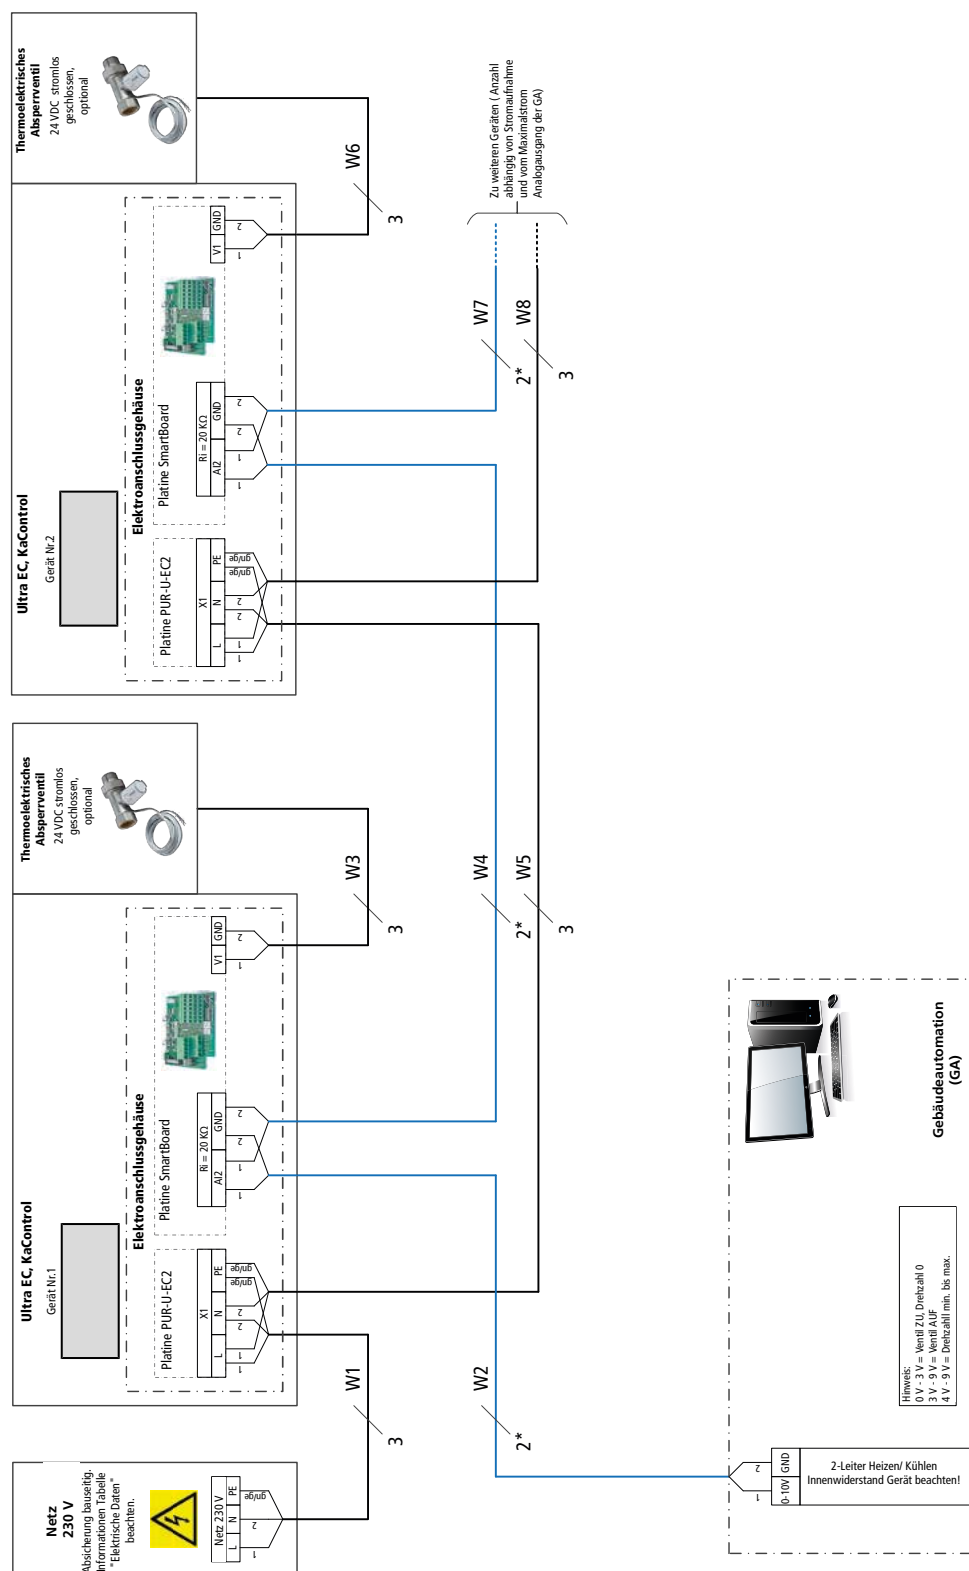 Netz
230 V
Absicherung bauseitig.
Informationen Tabelle
"Elektrische Daten"
beachten.
Netz 230 V
L N PE
1 2 gn/ge
W1
3
Ultra EC, KaControl
Gerät Nr.1
Elektroanschlussgehäuse
Platine PUR-U-EC2
X1
L N PE
1 1 2 2 gn/ge gn/ge
Platine SmartBoard
Ri = 20 KΩ
AI2 GND
1 1 2 2
V1 GND
1 2
Thermoelektrisches
Absperrventil
24 VDC stromlos
geschlossen,
optional
W3
3
W2
2*
W4
2*
W5
3
Ultra EC, KaControl
Gerät Nr.2
Elektroanschlussgehäuse
Platine PUR-U-EC2
X1
L N PE
1 1 2 2 gn/ge gn/ge
Platine SmartBoard
Ri = 20 KΩ
AI2 GND
1 1 2 2
V1 GND
1 2
Thermoelektrisches
Absperrventil
24 VDC stromlos
geschlossen,
optional
W6
3
W7
2*
W8
3
Zu weiteren Geräten ( Anzahl
abhängig von Stromaufnahme
und vom Maximalstrom
Analogausgang der GA)
1 2
0-10V GND
2-Leiter Heizen/ Kühlen
Innenwiderstand Gerät beachten!
Hinweis:
0 V - 3 V = Ventil ZU, Drehzahl 0
3 V - 9 V = Ventil AUF
4 V - 9 V = Drehzahll min. bis max.
Gebäudeautomation
(GA)